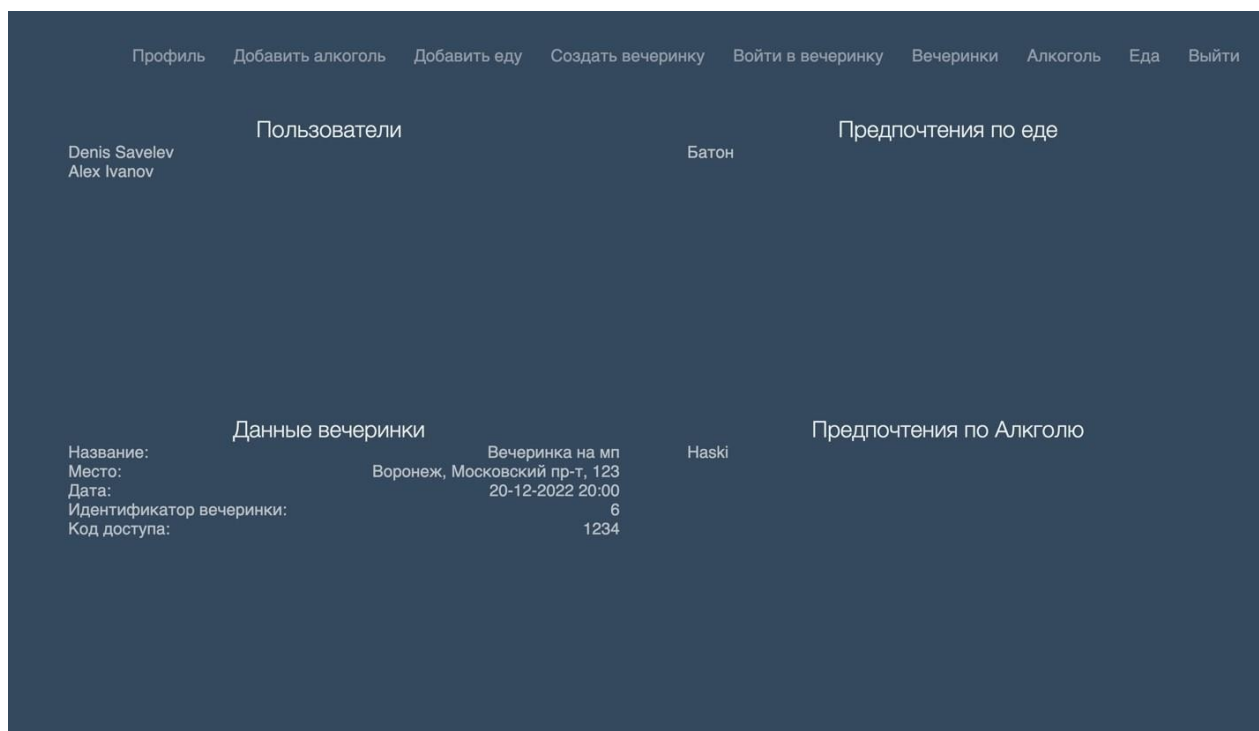 Профиль Добавить алкоголь Добавить еду Создать вечеринку Войти в вечеринку Вечеринки Алкоголь Еда Выйти
Пользователи
Denis Savelev
Alex Ivanov
Предпочтения по еде
Батон
Данные вечеринки
Название: Вечеринка на мп
Место: Воронеж, Московский пр-т, 123
Дата: 20-12-2022 20:00
Идентификатор вечеринки: 6
Код доступа: 1234
Предпочтения по Алкголю
Haski